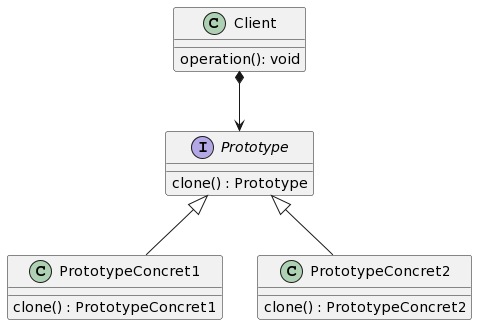 C Client
operation(): void
I Prototype
clone() : Prototype
C PrototypeConcret1
clone() : PrototypeConcret1
C PrototypeConcret2
clone() : PrototypeConcret2